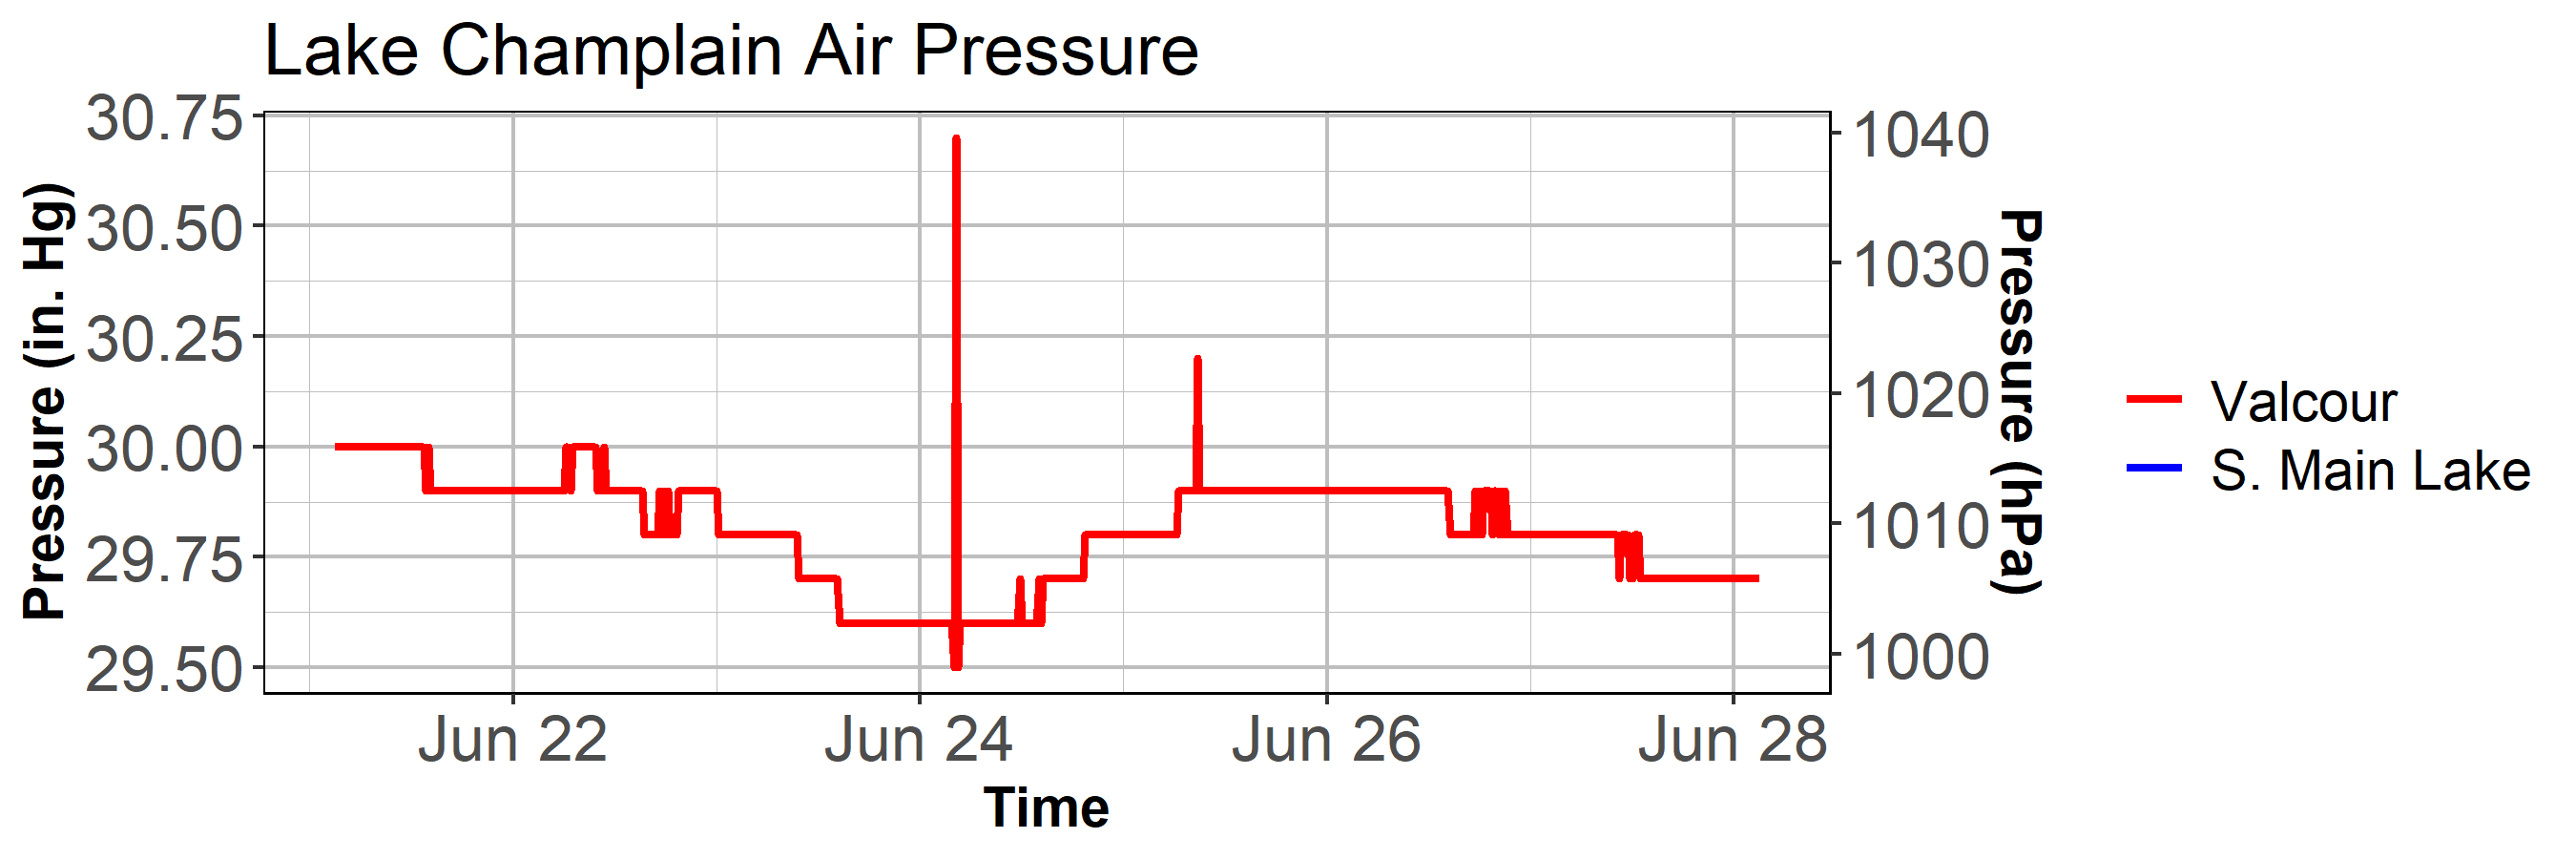 Lake Champlain Air Pressure
30.75
30.50
30.25
30.00
29.75
29.50
Pressure (in. Hg)
1040
1030
1020
1010
1000
Pressure (hPa)
Jun 22
Jun 24
Jun 26
Jun 28
Time
Valcour
S. Main Lake